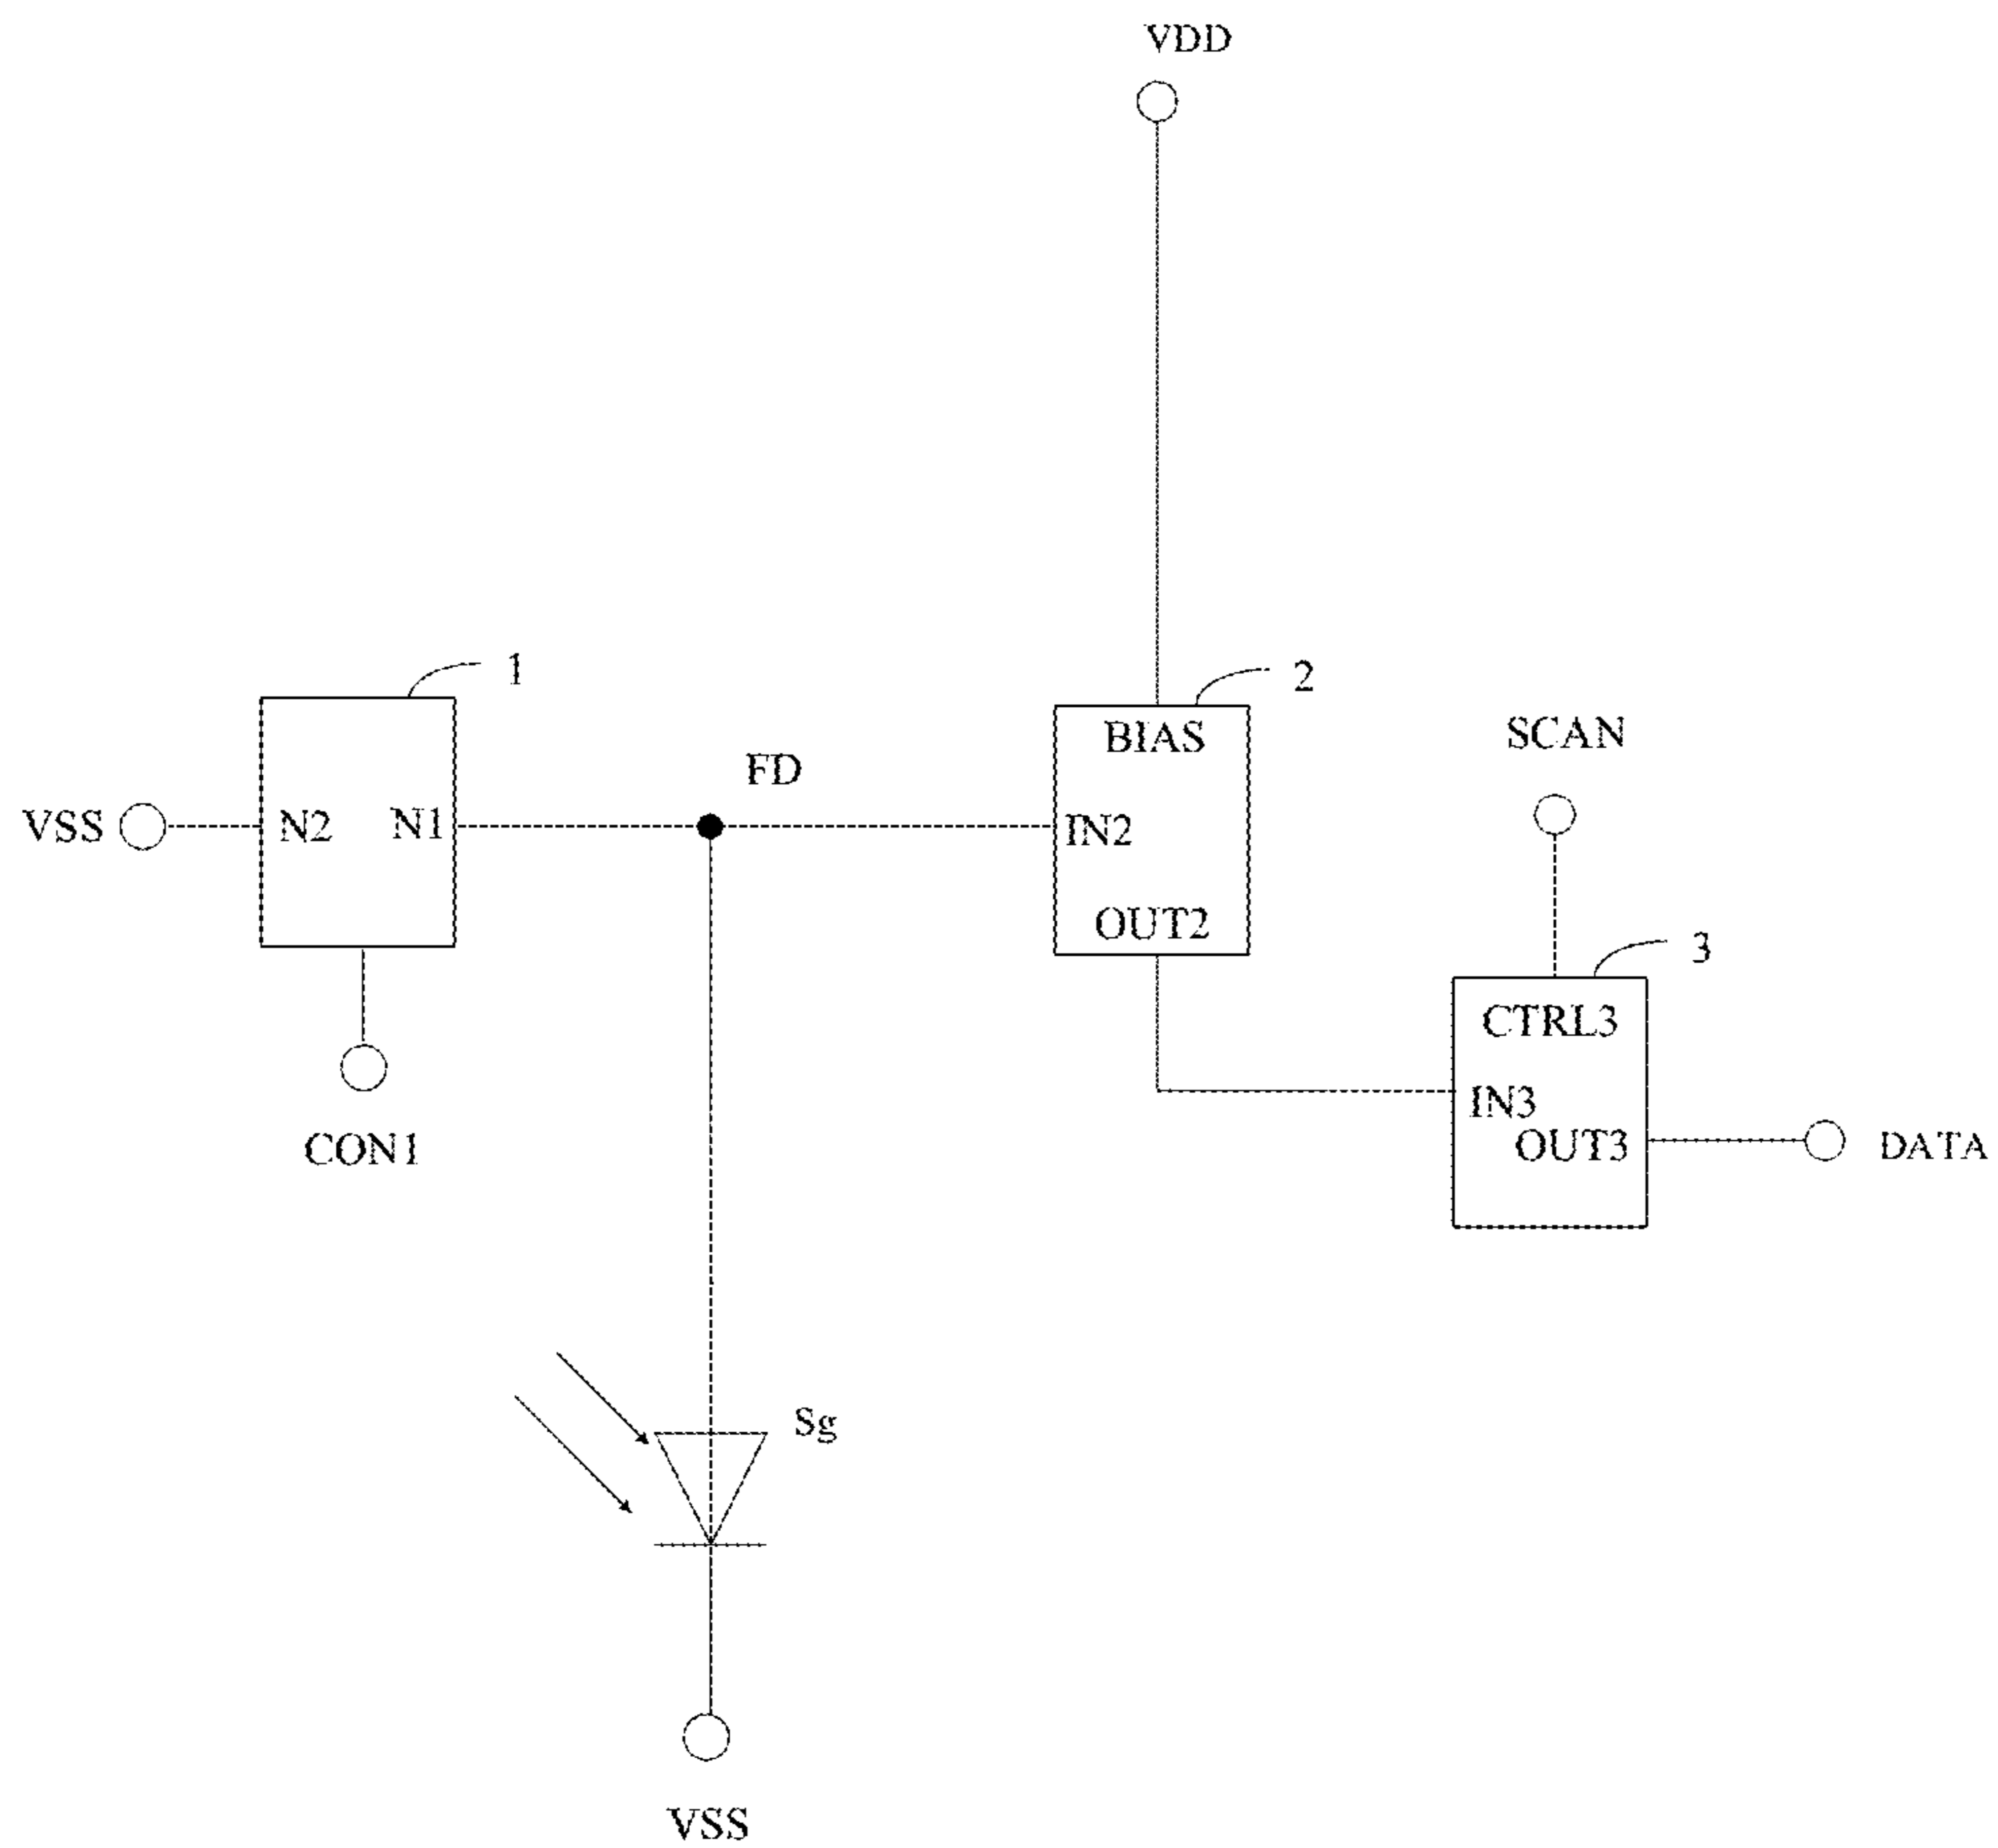 VDD
1
2
SCAN
FD
BIAS
VSS
N2
N1
IN2
OUT2
3
CTRL3
IN3
OUT3
DATA
CON1
Sg
VSS